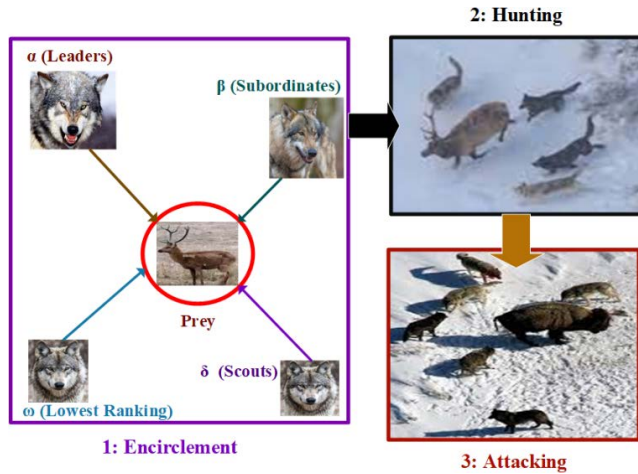 2: Hunting
α (Leaders)
β (Subordinates)
Prey
δ (Scouts)
ω (Lowest Ranking)
1: Encirclement
3: Attacking